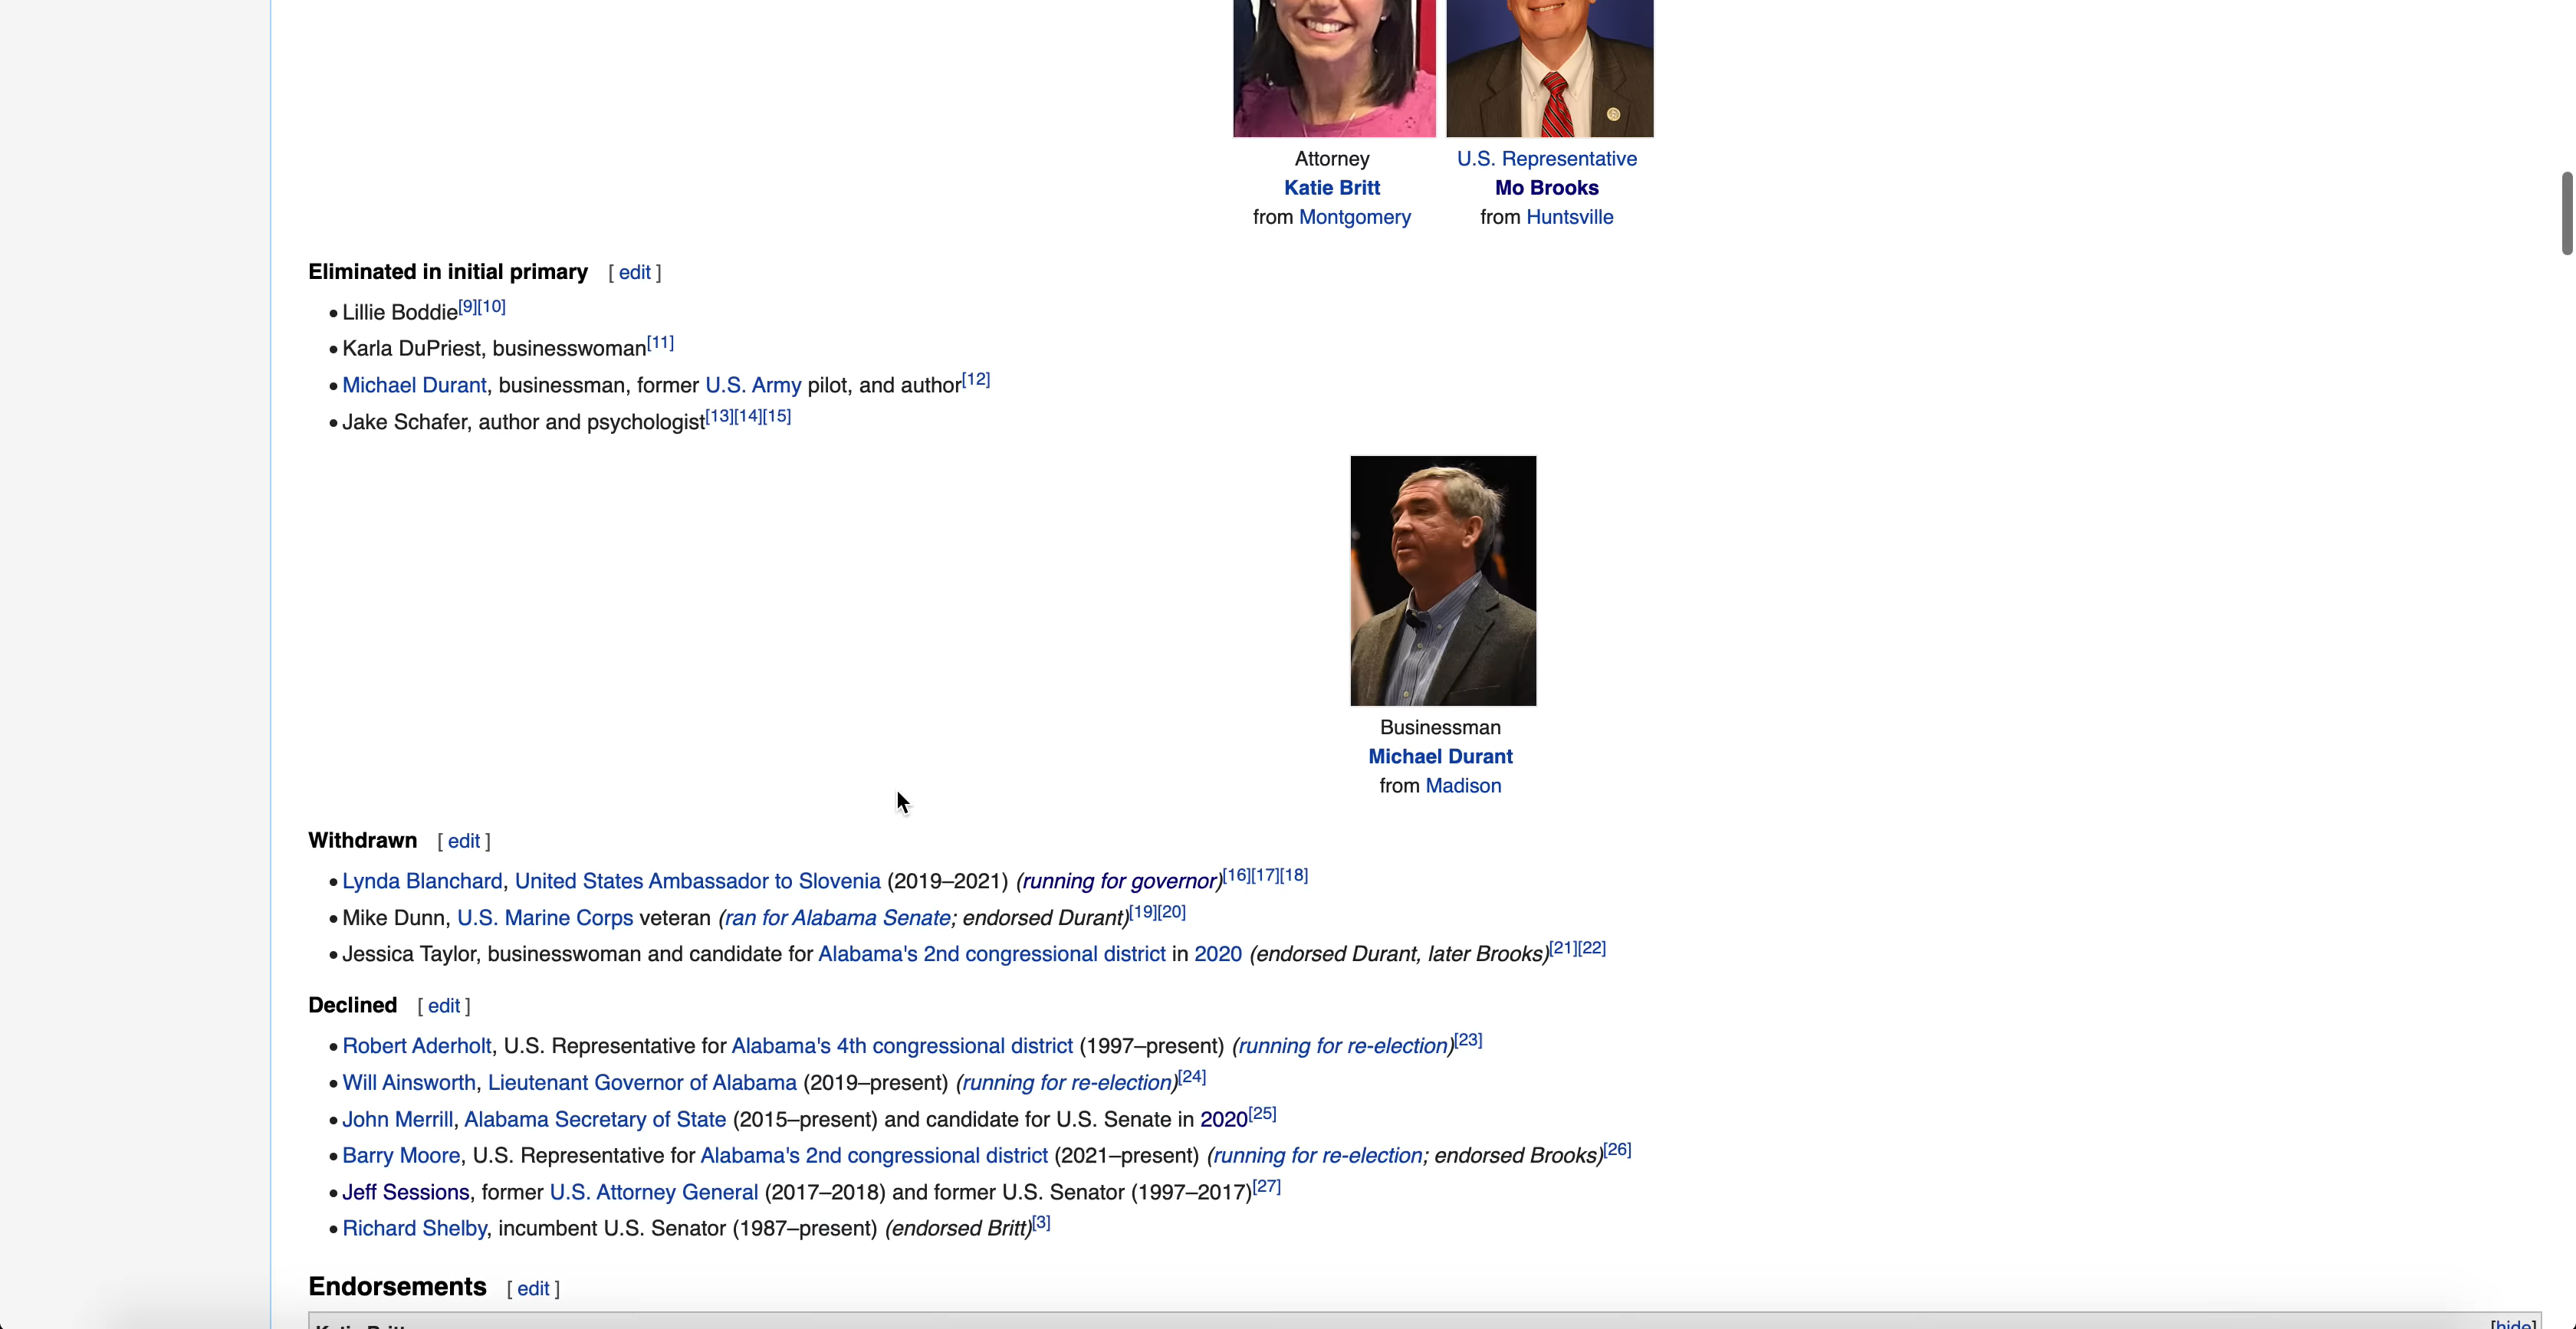 Attorney
Katie Britt
from Montgomery
U.S. Representative
Mo Brooks
from Huntsville
Eliminated in initial primary [ edit ]
• Lillie Boddie[9][10]
• Karla DuPriest, businesswoman[11]
• Michael Durant, businessman, former U.S. Army pilot, and author[12]
• Jake Schafer, author and psychologist[13][14][15]
Businessman
Michael Durant
from Madison
Withdrawn [ edit ]
• Lynda Blanchard, United States Ambassador to Slovenia (2019–2021) (running for governor)[16][17][18]
• Mike Dunn, U.S. Marine Corps veteran (ran for Alabama Senate; endorsed Durant)[19][20]
• Jessica Taylor, businesswoman and candidate for Alabama's 2nd congressional district in 2020 (endorsed Durant, later Brooks)[21][22]
Declined [ edit ]
• Robert Aderholt, U.S. Representative for Alabama's 4th congressional district (1997–present) (running for re-election)[23]
• Will Ainsworth, Lieutenant Governor of Alabama (2019–present) (running for re-election)[24]
• John Merrill, Alabama Secretary of State (2015–present) and candidate for U.S. Senate in 2020[25]
• Barry Moore, U.S. Representative for Alabama's 2nd congressional district (2021–present) (running for re-election; endorsed Brooks)[26]
• Jeff Sessions, former U.S. Attorney General (2017–2018) and former U.S. Senator (1997–2017)[27]
• Richard Shelby, incumbent U.S. Senator (1987–present) (endorsed Britt)[3]
Endorsements [ edit ]
Katie Britt
[hide]